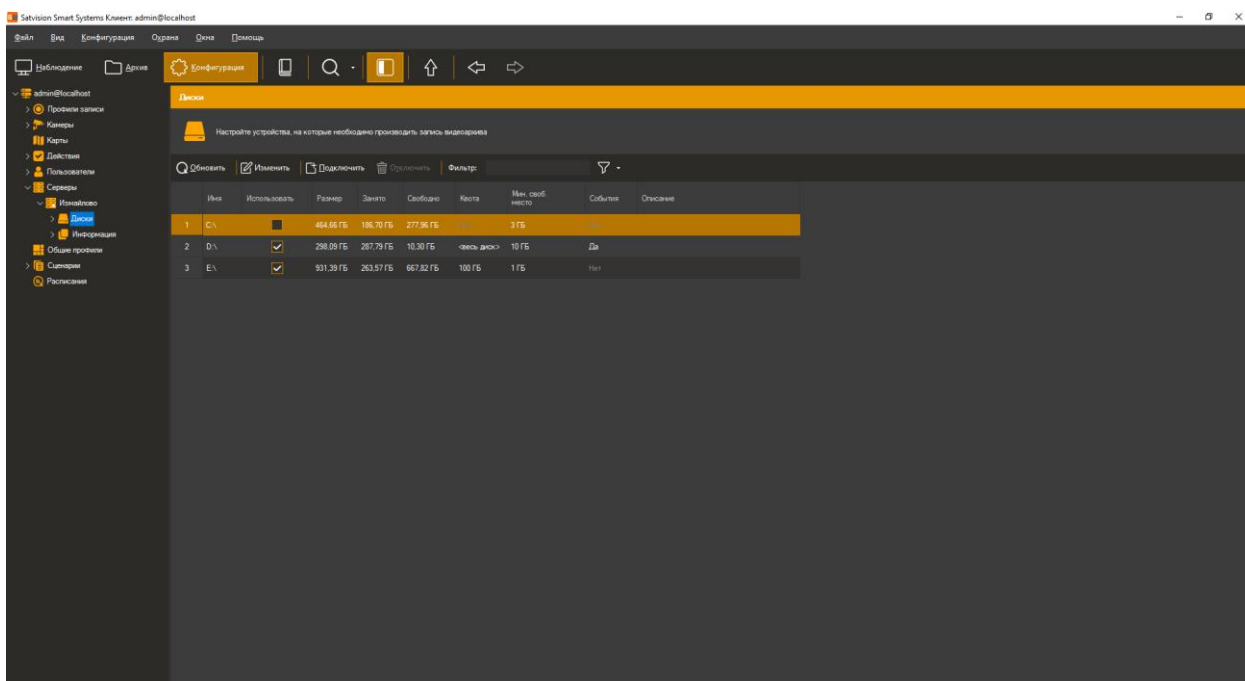 Satvision Smart Systems Клиент: admin@localhost
Файл Вид Конфигурация Охрана Окна Помощь
Наблюдение Архив Конфигурация
admin@localhost
Профили записи
Камеры
Карты
Действия
Пользователи
Серверы
Измайлово
Диски
Информация
Общие профили
Сценарии
Расписания
Диски
Настройте устройства, на которые необходимо производить запись видеоархива
Обновить Изменить Подключить Отключить Фильтр:
Имя Использовать Размер Занято Свободно Квота Мин. своб. место События Описание
1 C:\ 464,66 ГБ 186,70 ГБ 277,96 ГБ 3 ГБ
2 D:\ 298,09 ГБ 287,79 ГБ 10,30 ГБ <весь диск> 10 ГБ Да
3 E:\ 931,39 ГБ 263,57 ГБ 667,82 ГБ 100 ГБ 1 ГБ Нет